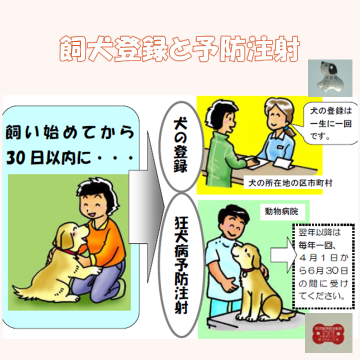 飼犬登録と予防注射
飼い始めてから
30日以内に・・・
犬の登録
犬の登録は
一生に一回
です。
犬の所在地の区市町村
狂犬病予防注射
動物病院
翌年以降は
毎年一回、
４月１日か
ら6月30日
の間に受け
てください。